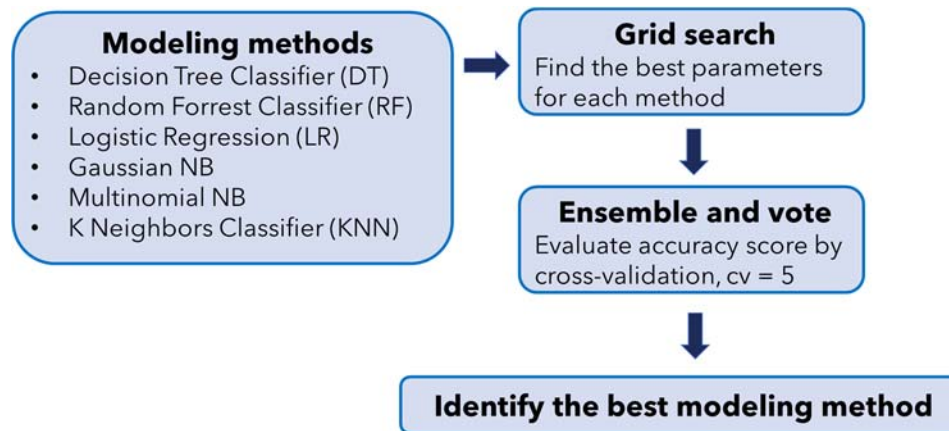 Modeling methods
• Decision Tree Classifier (DT)
• Random Forrest Classifier (RF)
• Logistic Regression (LR)
• Gaussian NB
• Multinomial NB
• K Neighbors Classifier (KNN)
Grid search
Find the best parameters
for each method
Ensemble and vote
Evaluate accuracy score by
cross-validation, cv = 5
Identify the best modeling method